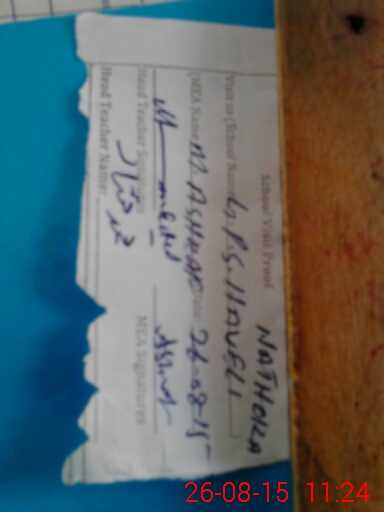 School Visit Proof
NATHOKA
Visit to (School Name) G.P.S. HAVELI
(MEA Name) M. ASHRAF Date: 26-08-15
Head Teacher Signatures MEA Signatures
Head Teacher Name:
26-08-15 11:24